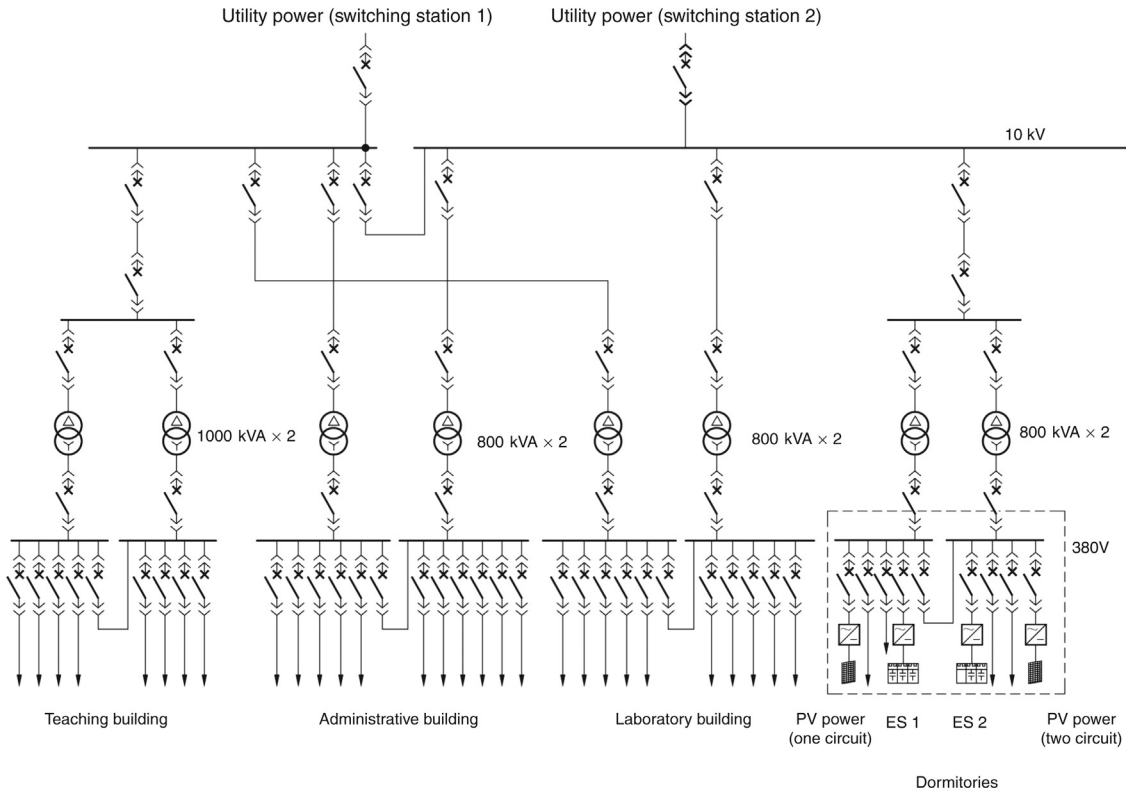 Utility power (switching station 1)
Utility power (switching station 2)
10 kV
1000 kVA × 2
800 kVA × 2
800 kVA × 2
800 kVA × 2
380V
Teaching building
Administrative building
Laboratory building
PV power
(one circuit)
ES 1
ES 2
PV power
(two circuit)
Dormitories